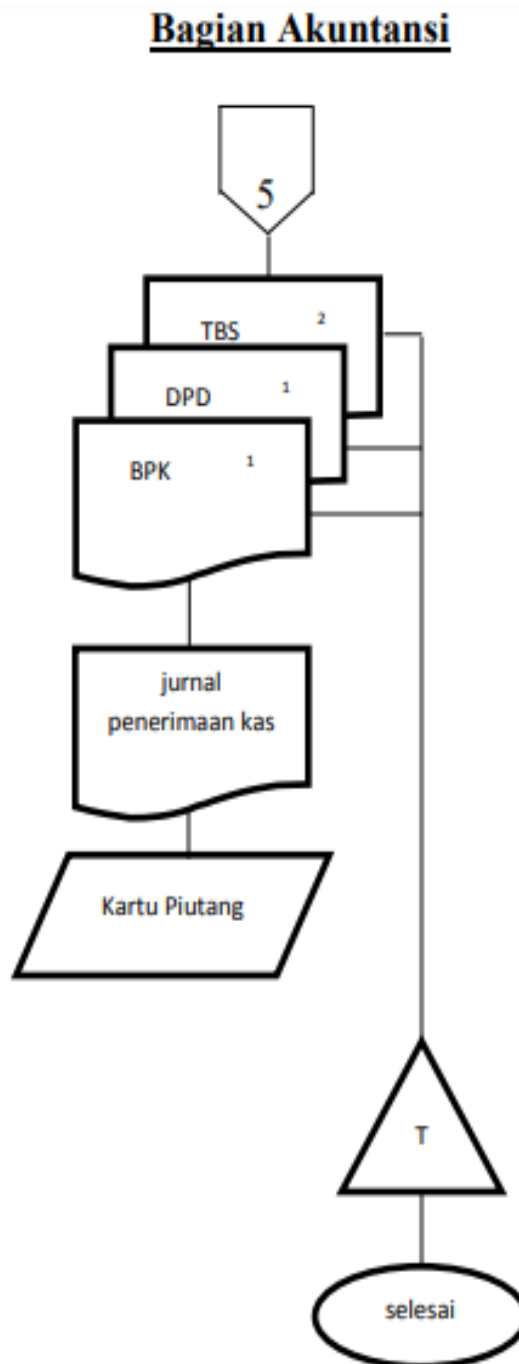 Bagian Akuntansi
5
TBS 2
DPD 1
BPK 1
jurnal
penerimaan kas
Kartu Piutang
T
selesai